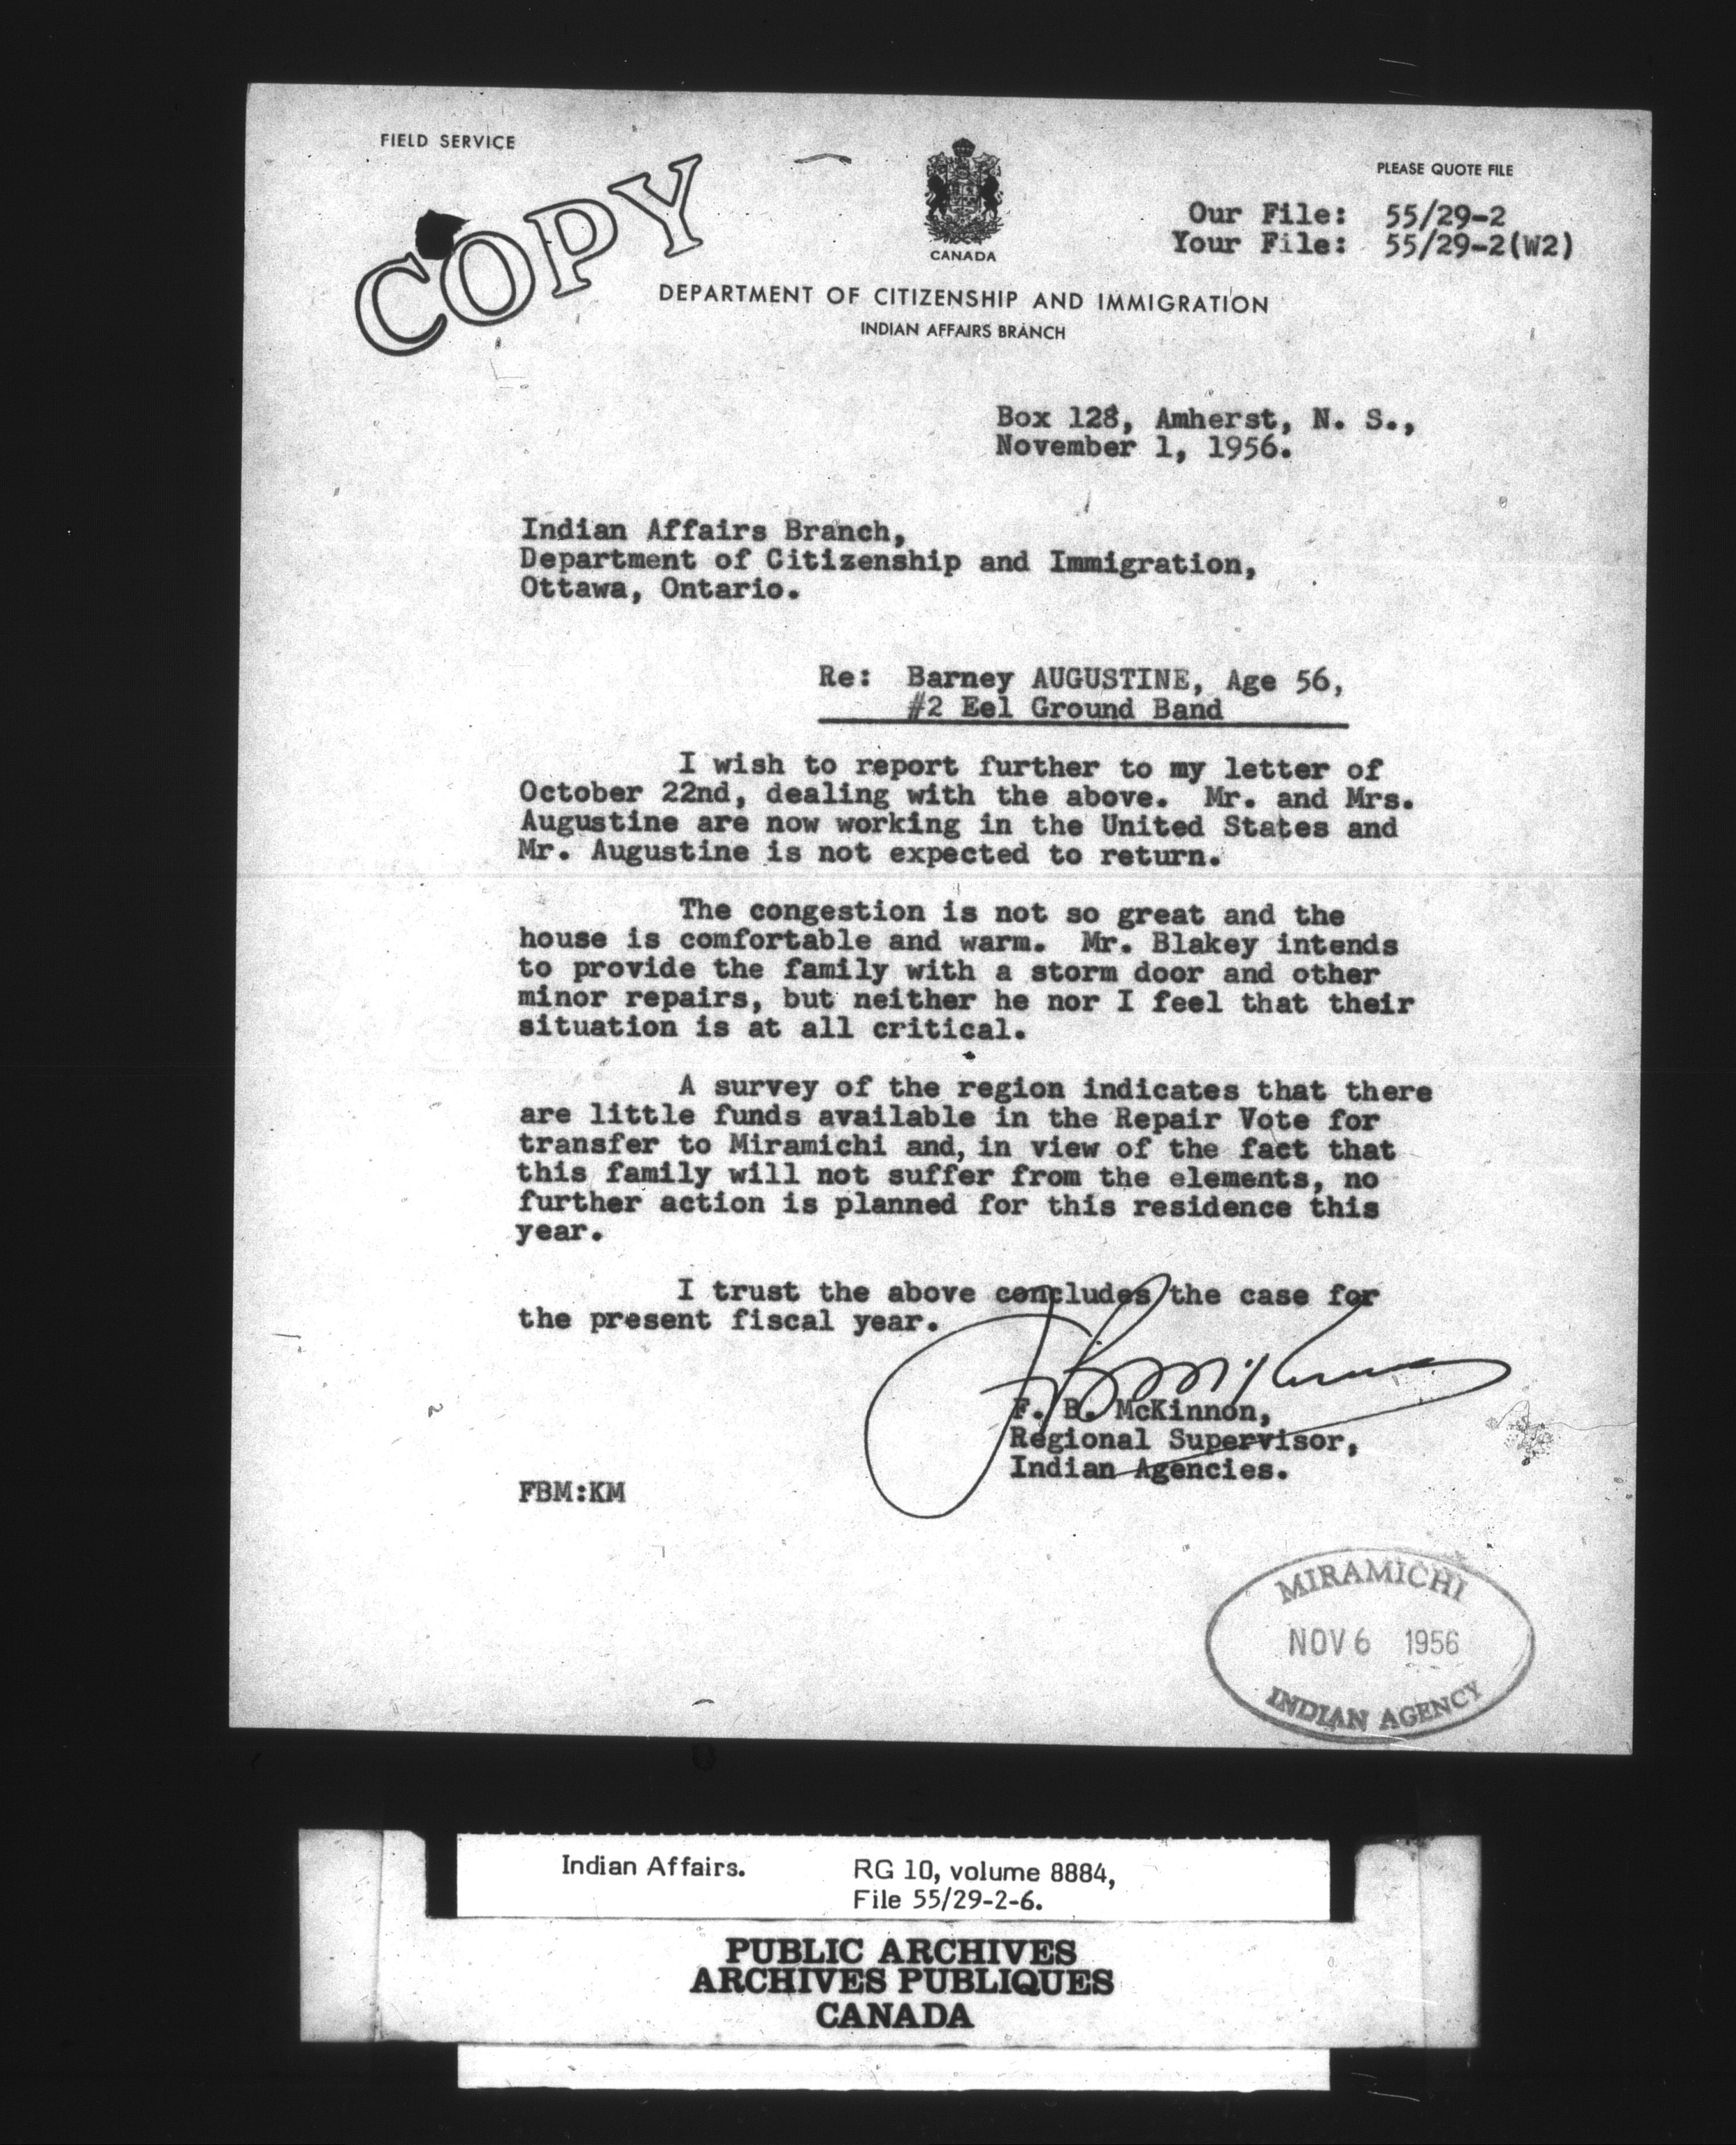 FIELD SERVICE
COPY
CANADA
PLEASE QUOTE FILE
Our File: 55/29-2
Your File: 55/29-2(W2)
DEPARTMENT OF CITIZENSHIP AND IMMIGRATION
INDIAN AFFAIRS BRANCH
Box 128, Amherst, N. S.,
November 1, 1956.
Indian Affairs Branch,
Department of Citizenship and Immigration,
Ottawa, Ontario.
Re: Barney AUGUSTINE, Age 56,
#2 Eel Ground Band
I wish to report further to my letter of
October 22nd, dealing with the above. Mr. and Mrs.
Augustine are now working in the United States and
Mr. Augustine is not expected to return.
The congestion is not so great and the
house is comfortable and warm. Mr. Blakey intends
to provide the family with a storm door and other
minor repairs, but neither he nor I feel that their
situation is at all critical.
A survey of the region indicates that there
are little funds available in the Repair Vote for
transfer to Miramichi and, in view of the fact that
this family will not suffer from the elements, no
further action is planned for this residence this
year.
I trust the above concludes the case for
the present fiscal year.
F. B. McKinnon
F. B. McKinnon,
Regional Supervisor,
Indian Agencies.
FBM:KM
MIRAMICHI
NOV 6 1956
INDIAN AGENCY
Indian Affairs. RG 10, volume 8884,
File 55/29-2-6.
PUBLIC ARCHIVES
ARCHIVES PUBLIQUES
CANADA